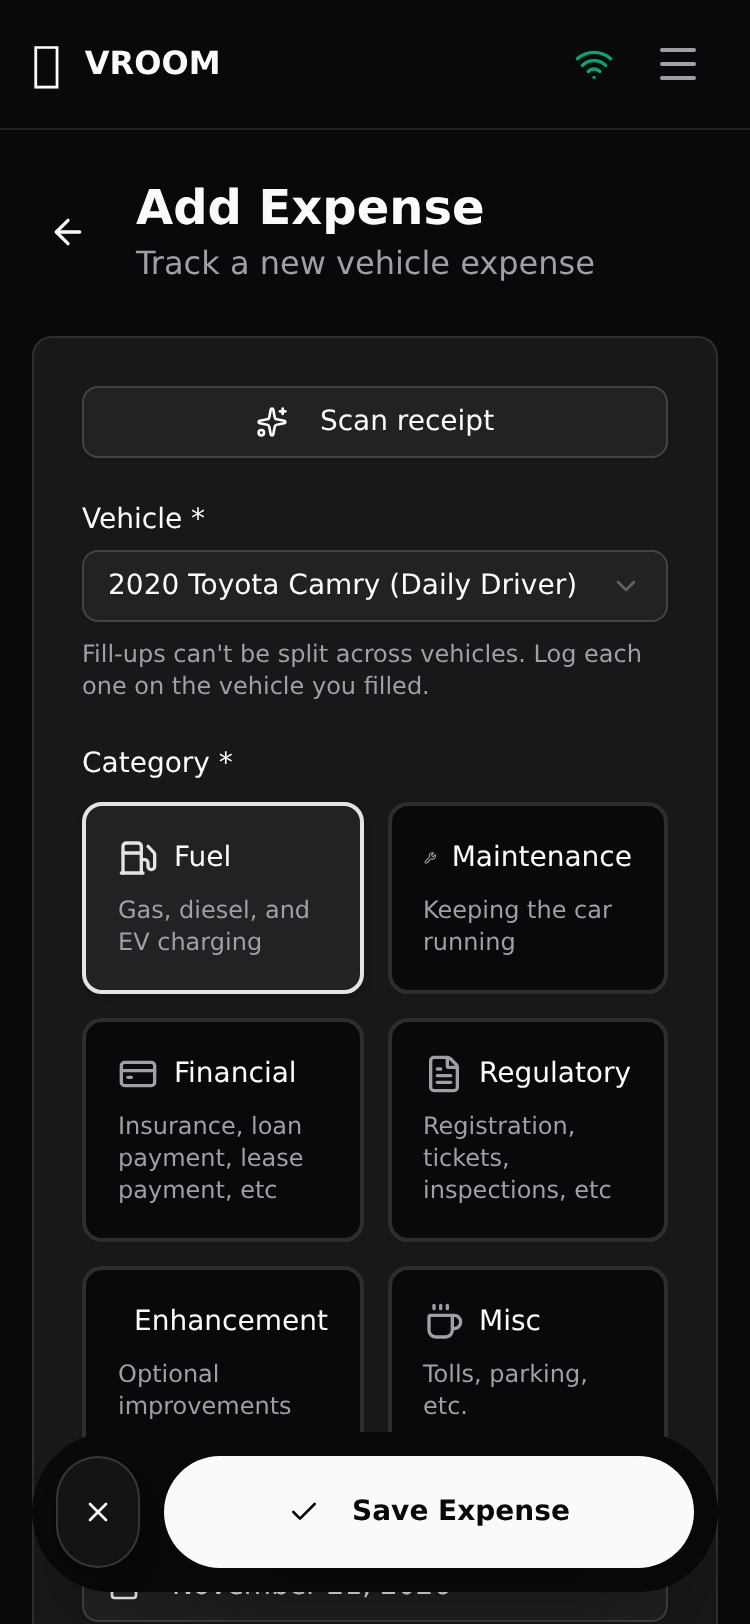 VROOM
Add Expense
Track a new vehicle expense
Scan receipt
Vehicle *
2020 Toyota Camry (Daily Driver)
Fill-ups can't be split across vehicles. Log each
one on the vehicle you filled.
Category *
Fuel
Gas, diesel, and
EV charging
Maintenance
Keeping the car
running
Financial
Insurance, loan
payment, lease
payment, etc
Regulatory
Registration,
tickets,
inspections, etc
Enhancement
Optional
improvements
Misc
Tolls, parking,
etc.
Save Expense